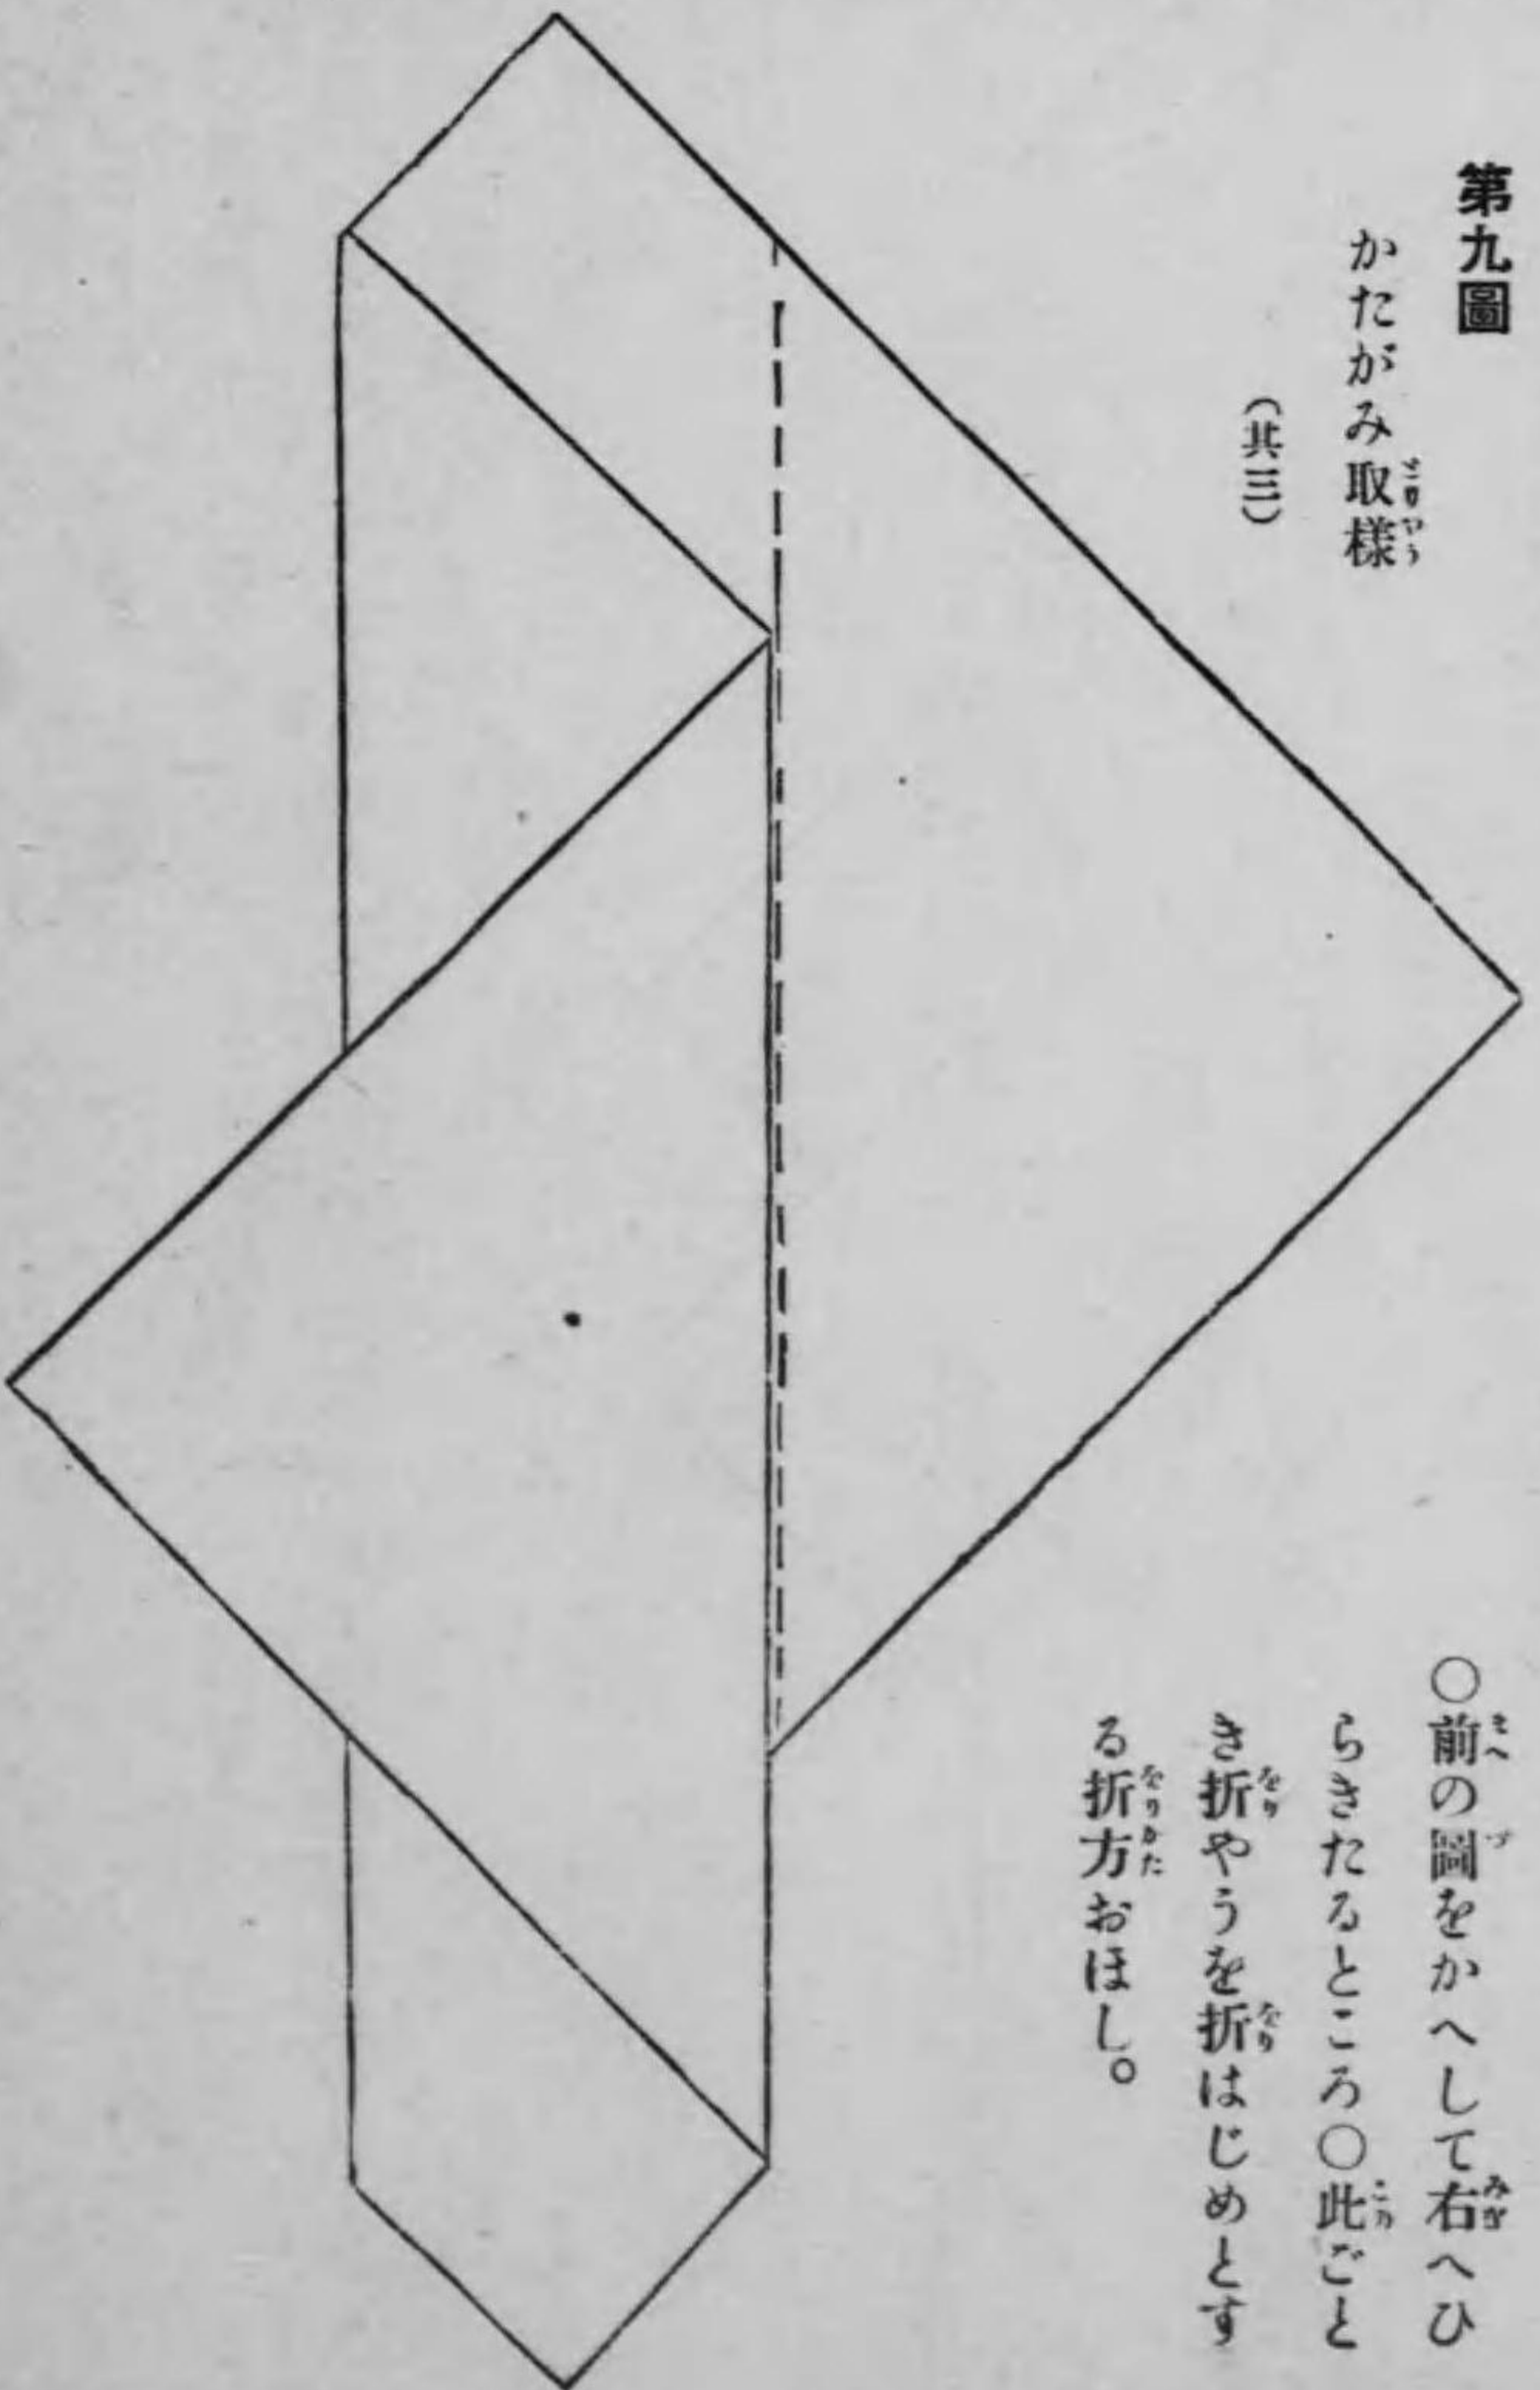 第九圖
かたがみ取様
(共三)
○前の圖をかへして右へひ
らきたるところ○此ごと
き折やうを折はじめとす
る折方おほし。